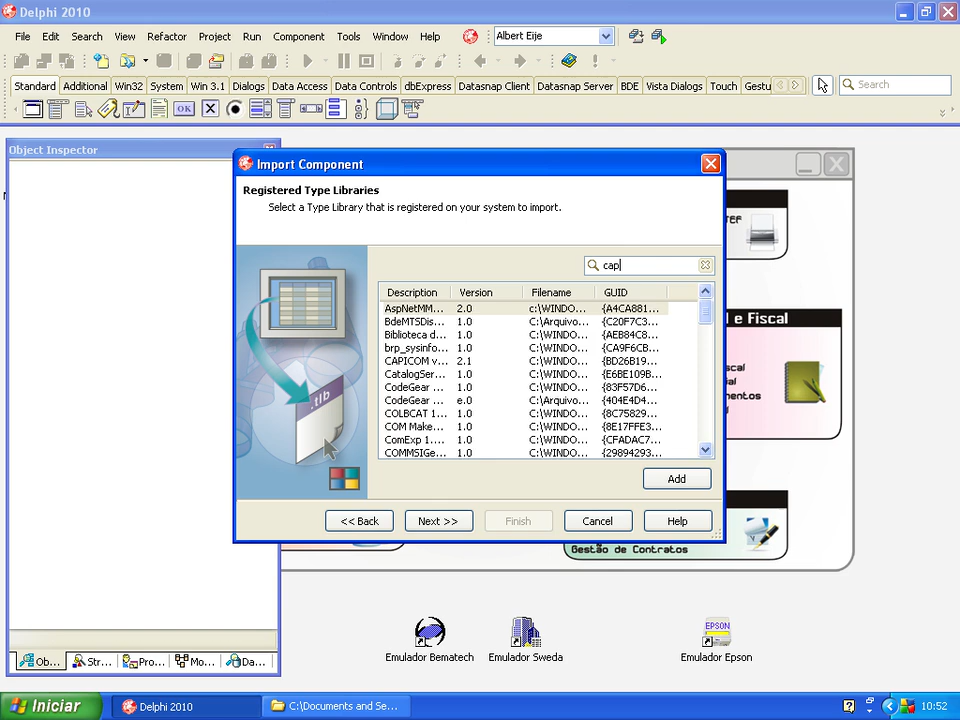 Delphi 2010
File Edit Search View Refactor Project Run Component Tools Window Help
Albert Eije
Standard Additional Win32 System Win 3.1 Dialogs Data Access Data Controls dbExpress Datasnap Client Datasnap Server BDE Vista Dialogs Touch Gestu
Search
OK
Object Inspector
Import Component
Registered Type Libraries
Select a Type Library that is registered on your system to import.
cap
Description Version Filename GUID
AspNetMM... 2.0 c:\WINDO... {A4CA881...
BdeMTSDis... 1.0 C:\Arquivo... {C20F7C3...
Biblioteca d... 1.0 C:\WINDO... {AEB84C8...
brp_sysinfo... 1.0 C:\WINDO... {CA9F6CB...
CAPICOM v... 2.1 C:\WINDO... {BD26B19...
CatalogSer... 1.0 C:\WINDO... {E6BE109B...
CodeGear ... 1.0 C:\WINDO... {83F57D6...
CodeGear ... e.0 C:\Arquivo... {404E4D4...
COLBCAT 1... 1.0 C:\WINDO... {8C75829...
COM Make... 1.0 C:\WINDO... {8E17FFE3...
ComExp 1.... 1.0 C:\WINDO... {CFADAC7...
COMMSIGe... 1.0 C:\WINDO... {29894293...
.tlb
Add
<< Back Next >> Finish Cancel Help
TEF
l e Fiscal
scal
ial
mentos
Gestão de Contratos
EPSON
Emulador Bematech Emulador Sweda Emulador Epson
Ob... Str... Pro... Mo... Da...
Iniciar Delphi 2010 C:\Documents and Se... 10:52